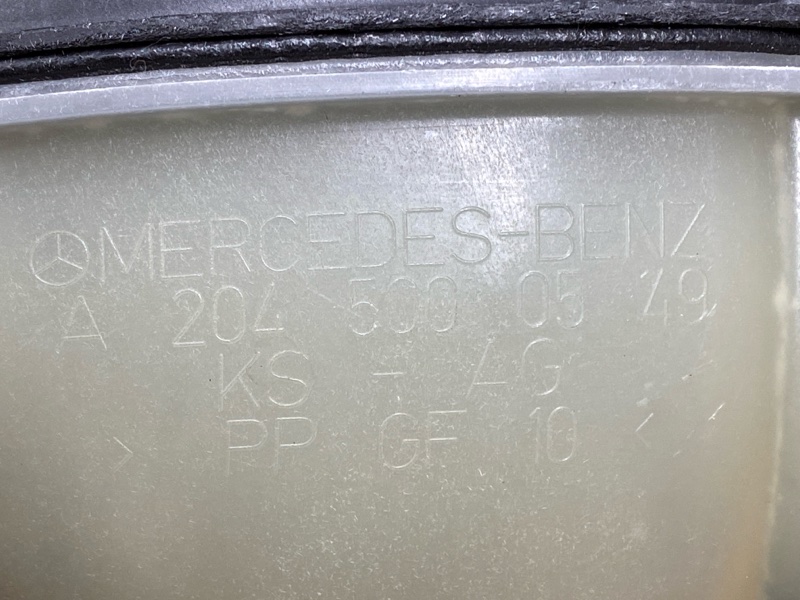 MERCEDES-BENZ
A 204 500 05 49
KS - AG
> PP GF 10 <